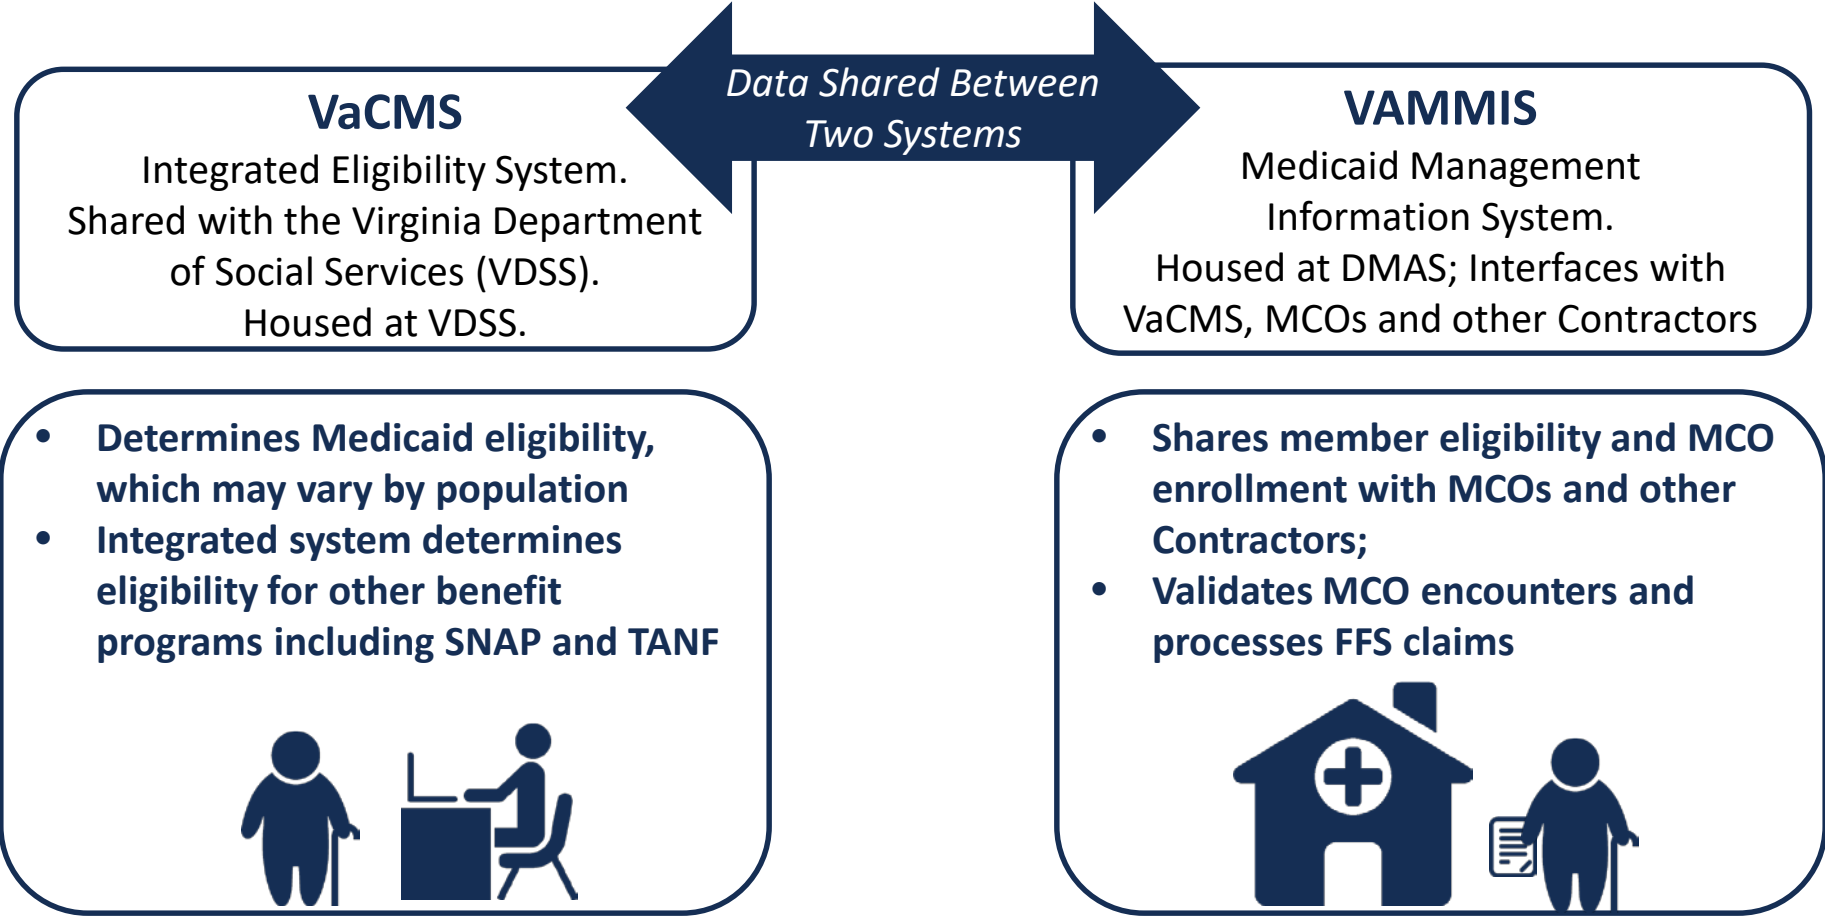 Data Shared Between
Two Systems
VaCMS
Integrated Eligibility System.
Shared with the Virginia Department
of Social Services (VDSS).
Housed at VDSS.
VAMMIS
Medicaid Management
Information System.
Housed at DMAS; Interfaces with
VaCMS, MCOs and other Contractors
• Determines Medicaid eligibility,
which may vary by population
• Integrated system determines
eligibility for other benefit
programs including SNAP and TANF
• Shares member eligibility and MCO
enrollment with MCOs and other
Contractors;
• Validates MCO encounters and
processes FFS claims